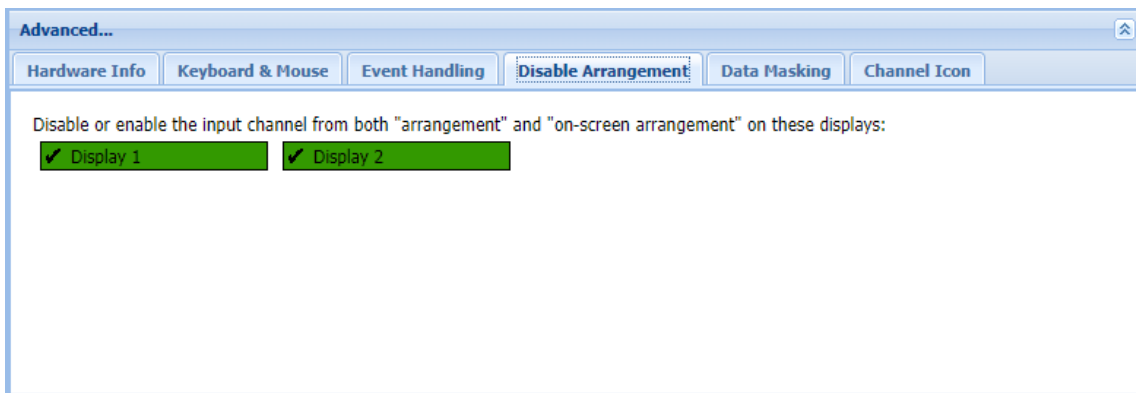 Advanced...
Hardware Info Keyboard & Mouse Event Handling Disable Arrangement Data Masking Channel Icon
Disable or enable the input channel from both "arrangement" and "on-screen arrangement" on these displays:
✔ Display 1 ✔ Display 2